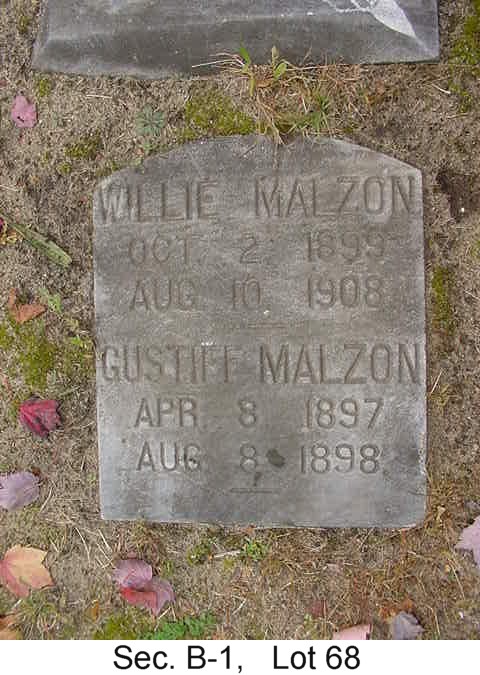 WILLIE MALZON
OCT. 2, 1899
AUG. 10, 1908
GUSTIFF MALZON
APR. 8, 1897
AUG. 8, 1898
Sec. B-1, Lot 68